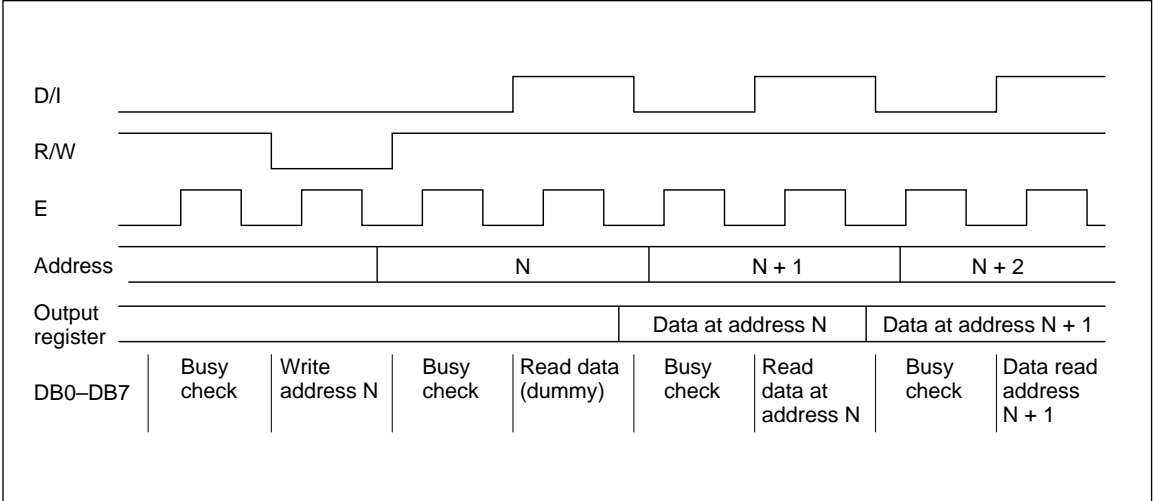 D/I
R/W
E
Address
N
N + 1
N + 2
Output
register
Data at address N
Data at address N + 1
DB0–DB7
Busy
check
Write
address N
Busy
check
Read data
(dummy)
Busy
check
Read
data at
address N
Busy
check
Data read
address
N + 1